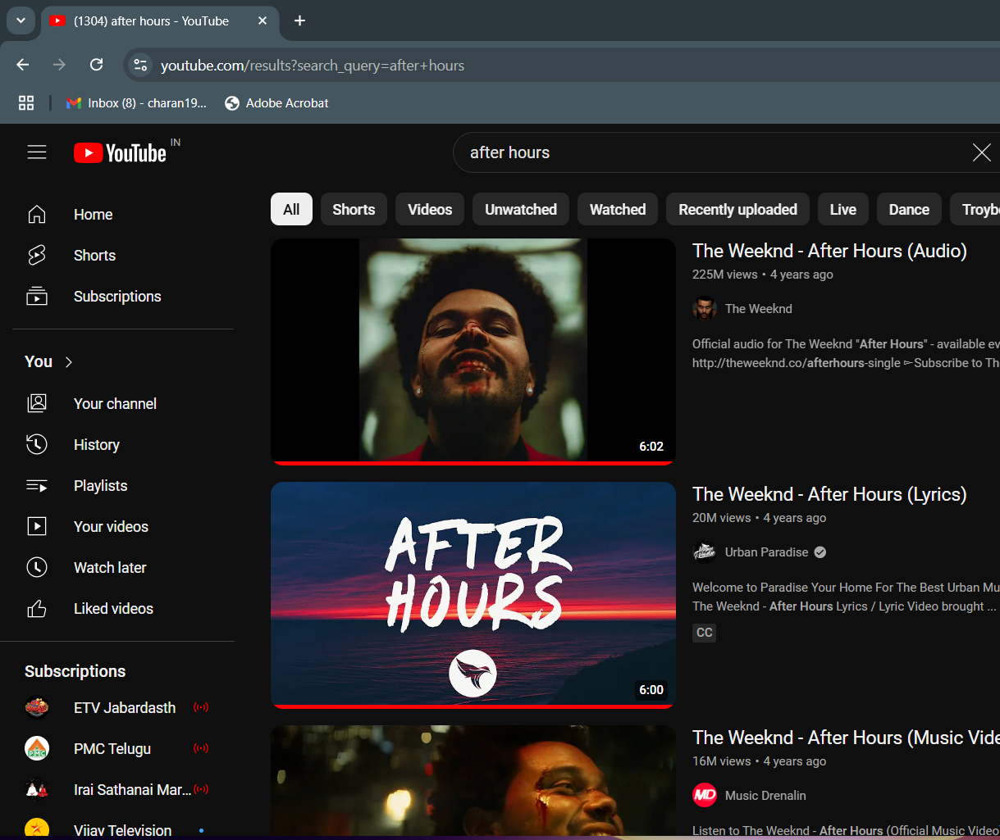 (1304) after hours - YouTube
youtube.com/results?search_query=after+hours
Inbox (8) - charan19...
Adobe Acrobat
YouTube IN
after hours
Home
Shorts
Subscriptions
You
Your channel
History
Playlists
Your videos
Watch later
Liked videos
Subscriptions
ETV Jabardasth
PMC Telugu
Irai Sathanai Mar...
Vijay Television
All Shorts Videos Unwatched Watched Recently uploaded Live Dance Troybo
6:02
The Weeknd - After Hours (Audio)
225M views • 4 years ago
The Weeknd
Official audio for The Weeknd "After Hours" - available ev
http://theweeknd.co/afterhours-single ►Subscribe to Th
AFTER
HOURS
6:00
The Weeknd - After Hours (Lyrics)
20M views • 4 years ago
Urban Paradise
Welcome to Paradise Your Home For The Best Urban Mu
The Weeknd - After Hours Lyrics / Lyric Video brought ...
CC
The Weeknd - After Hours (Music Vide
16M views • 4 years ago
MD
Music Drenalin
Listen to The Weeknd - After Hours (Official Music Video